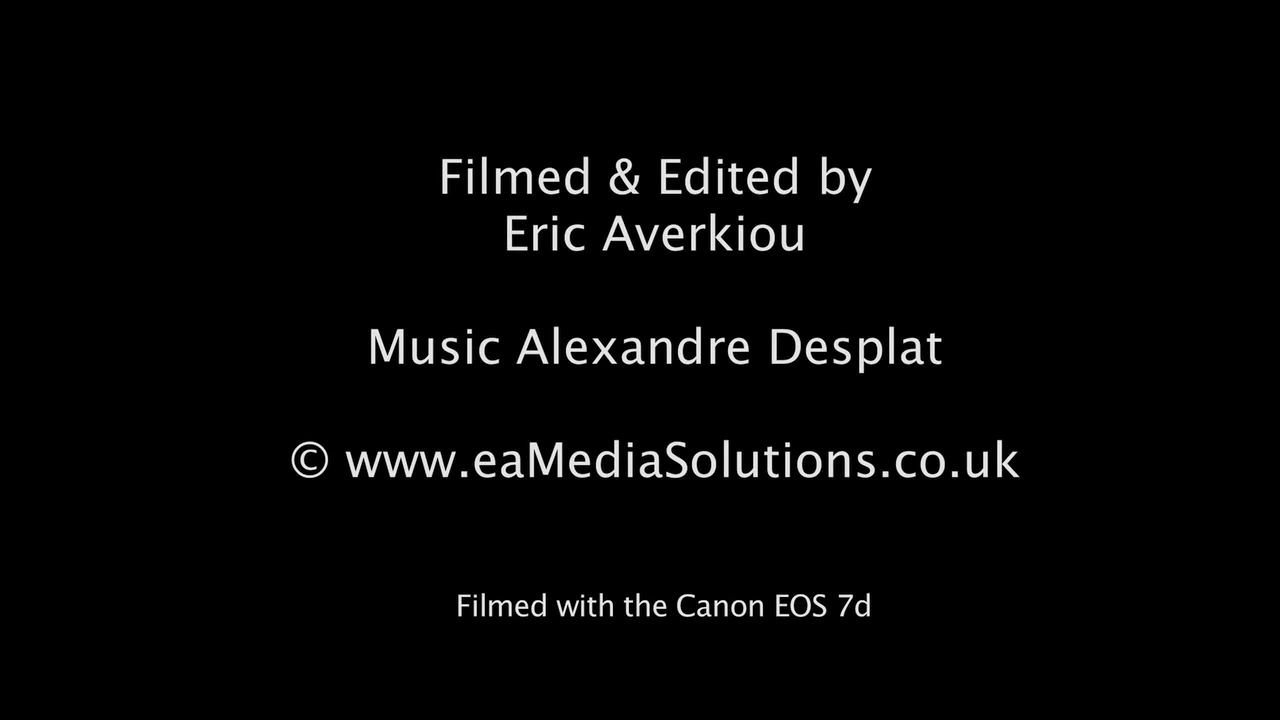 Filmed & Edited by
Eric Averkiou
Music Alexandre Desplat
© www.eaMediaSolutions.co.uk
Filmed with the Canon EOS 7d